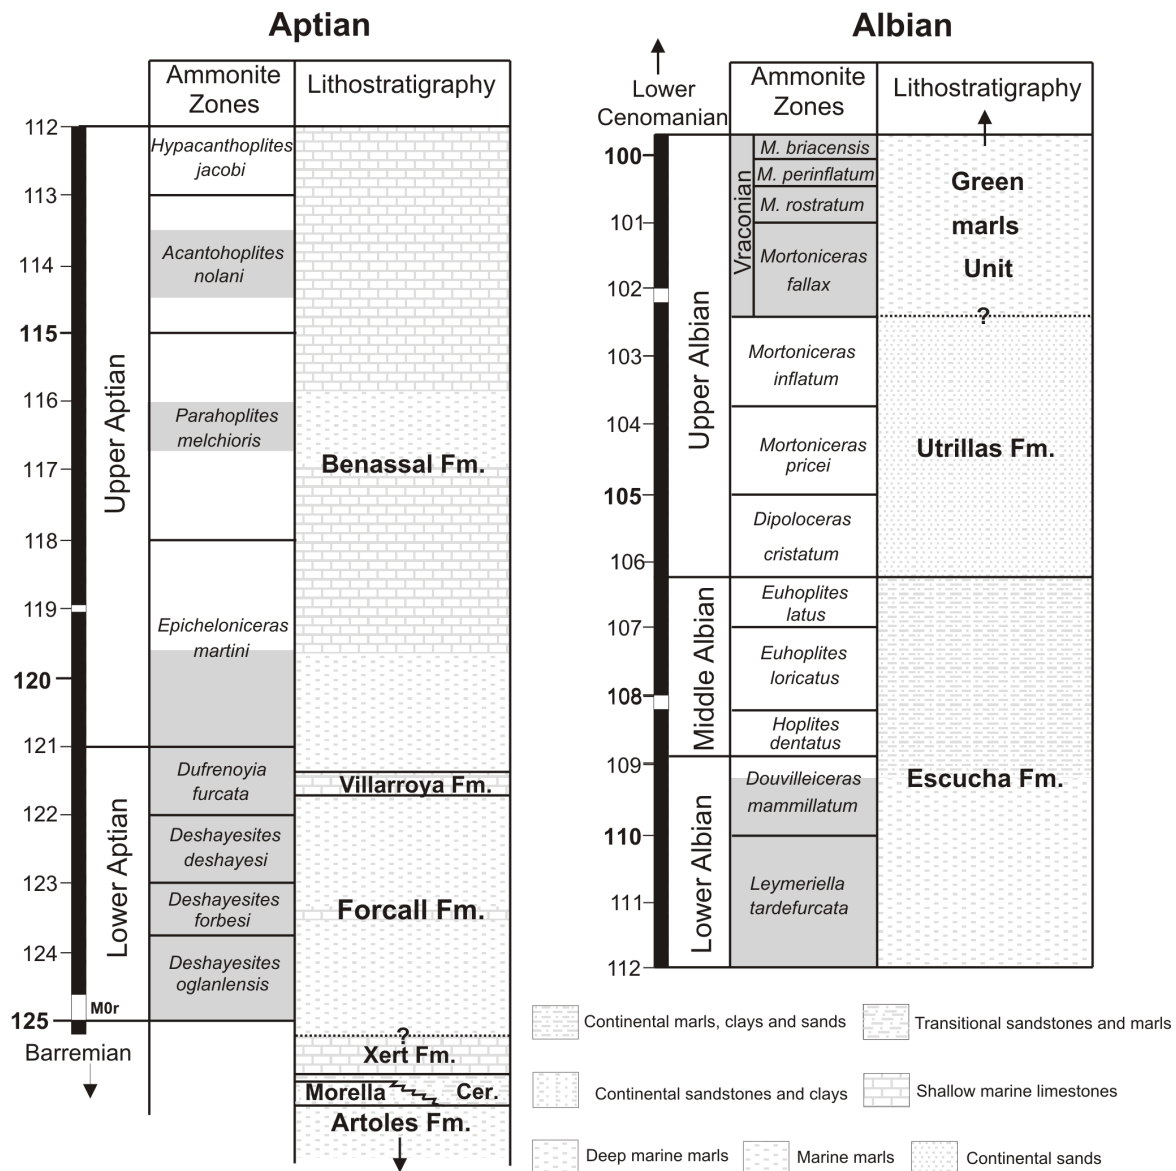 Aptian
Ammonite
Zones
Lithostratigraphy
112
113
114
115
116
117
118
119
120
121
122
123
124
125
M0r
Barremian
Upper Aptian
Lower Aptian
Hypacanthoplites
jacobi
Acantohoplites
nolani
Parahoplites
melchioris
Epicheloniceras
martini
Dufrenoyia
furcata
Deshayesites
deshayesi
Deshayesites
forbesi
Deshayesites
oglanlensis
Benassal Fm.
Villarroya Fm.
Forcall Fm.
?
Xert Fm.
Morella Cer.
Artoles Fm.
Albian
Lower
Cenomanian
Ammonite
Zones
Lithostratigraphy
100
101
102
103
104
105
106
107
108
109
110
111
112
Upper Albian
Middle Albian
Lower Albian
Vraconian
M. briacensis
M. perinflatum
M. rostratum
Mortoniceras
fallax
Mortoniceras
inflatum
Mortoniceras
pricei
Dipoloceras
cristatum
Euhoplites
latus
Euhoplites
loricatus
Hoplites
dentatus
Douvilleiceras
mammillatum
Leymeriella
tardefurcata
Green
marls
Unit
?
Utrillas Fm.
Escucha Fm.
Continental marls, clays and sands
Transitional sandstones and marls
Continental sandstones and clays
Shallow marine limestones
Deep marine marls
Marine marls
Continental sands